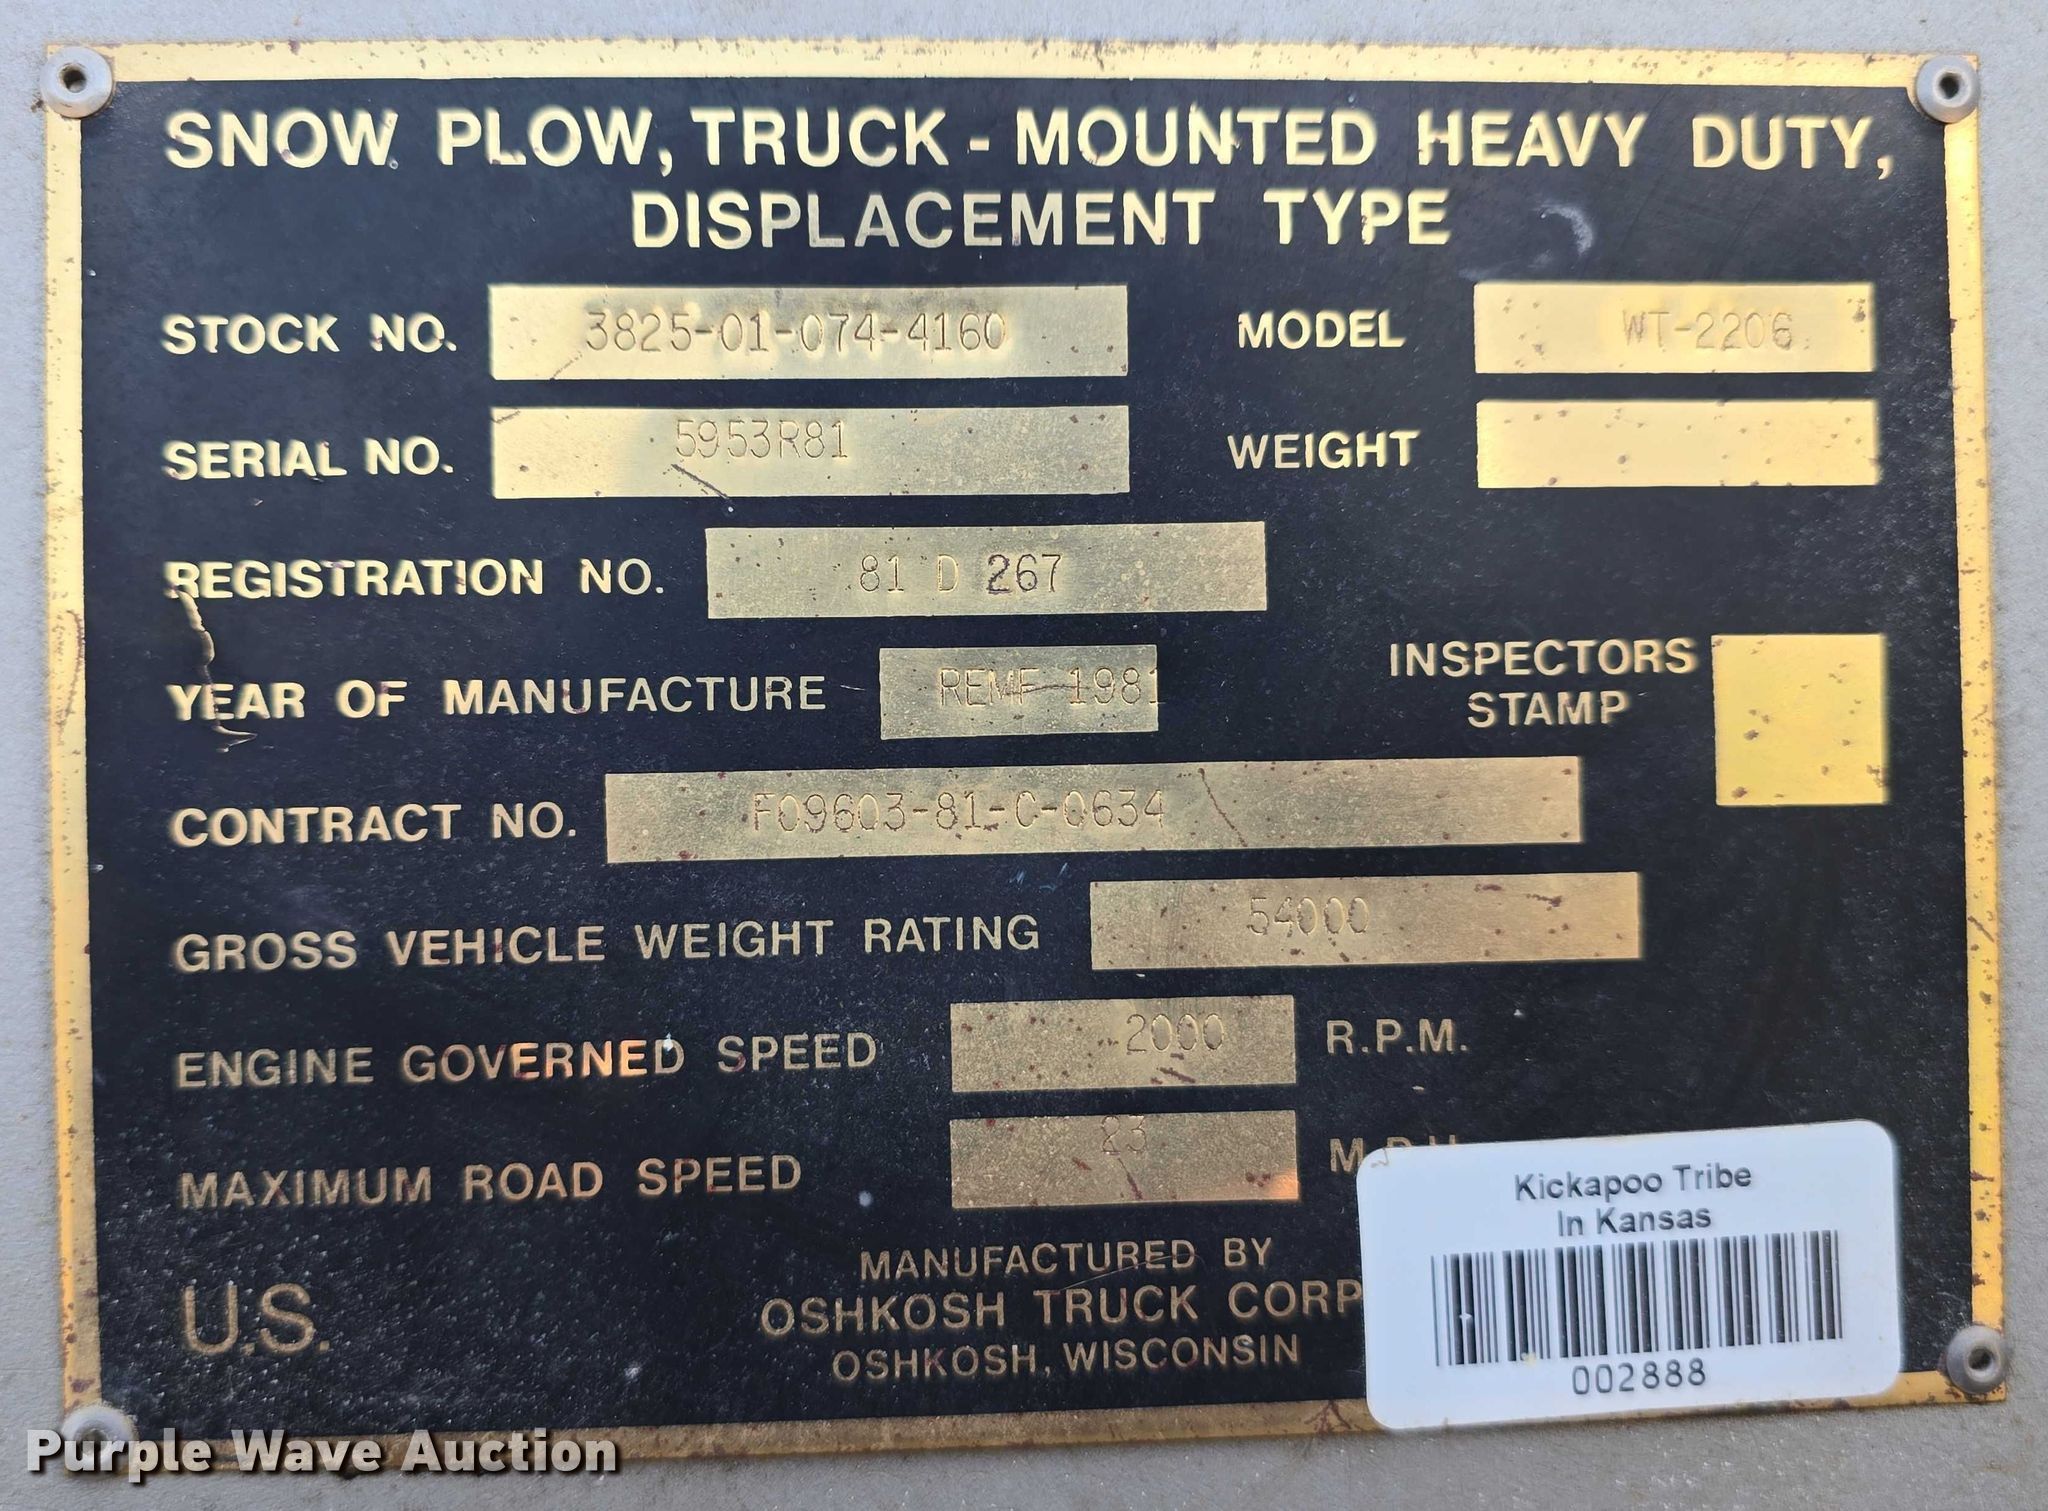 SNOW PLOW, TRUCK - MOUNTED HEAVY DUTY,
DISPLACEMENT TYPE
STOCK NO. 3825-01-074-4160 MODEL WT-2206
SERIAL NO. 5953R81 WEIGHT
REGISTRATION NO. 81 D 267
YEAR OF MANUFACTURE REMF 1981
INSPECTORS
STAMP
CONTRACT NO. F09603-81-C-0634
GROSS VEHICLE WEIGHT RATING 54000
ENGINE GOVERNED SPEED 2000 R.P.M.
MAXIMUM ROAD SPEED 23
U.S.
MANUFACTURED BY
OSHKOSH TRUCK CORP
OSHKOSH, WISCONSIN
Kickapoo Tribe
In Kansas
002888
Purple Wave Auction